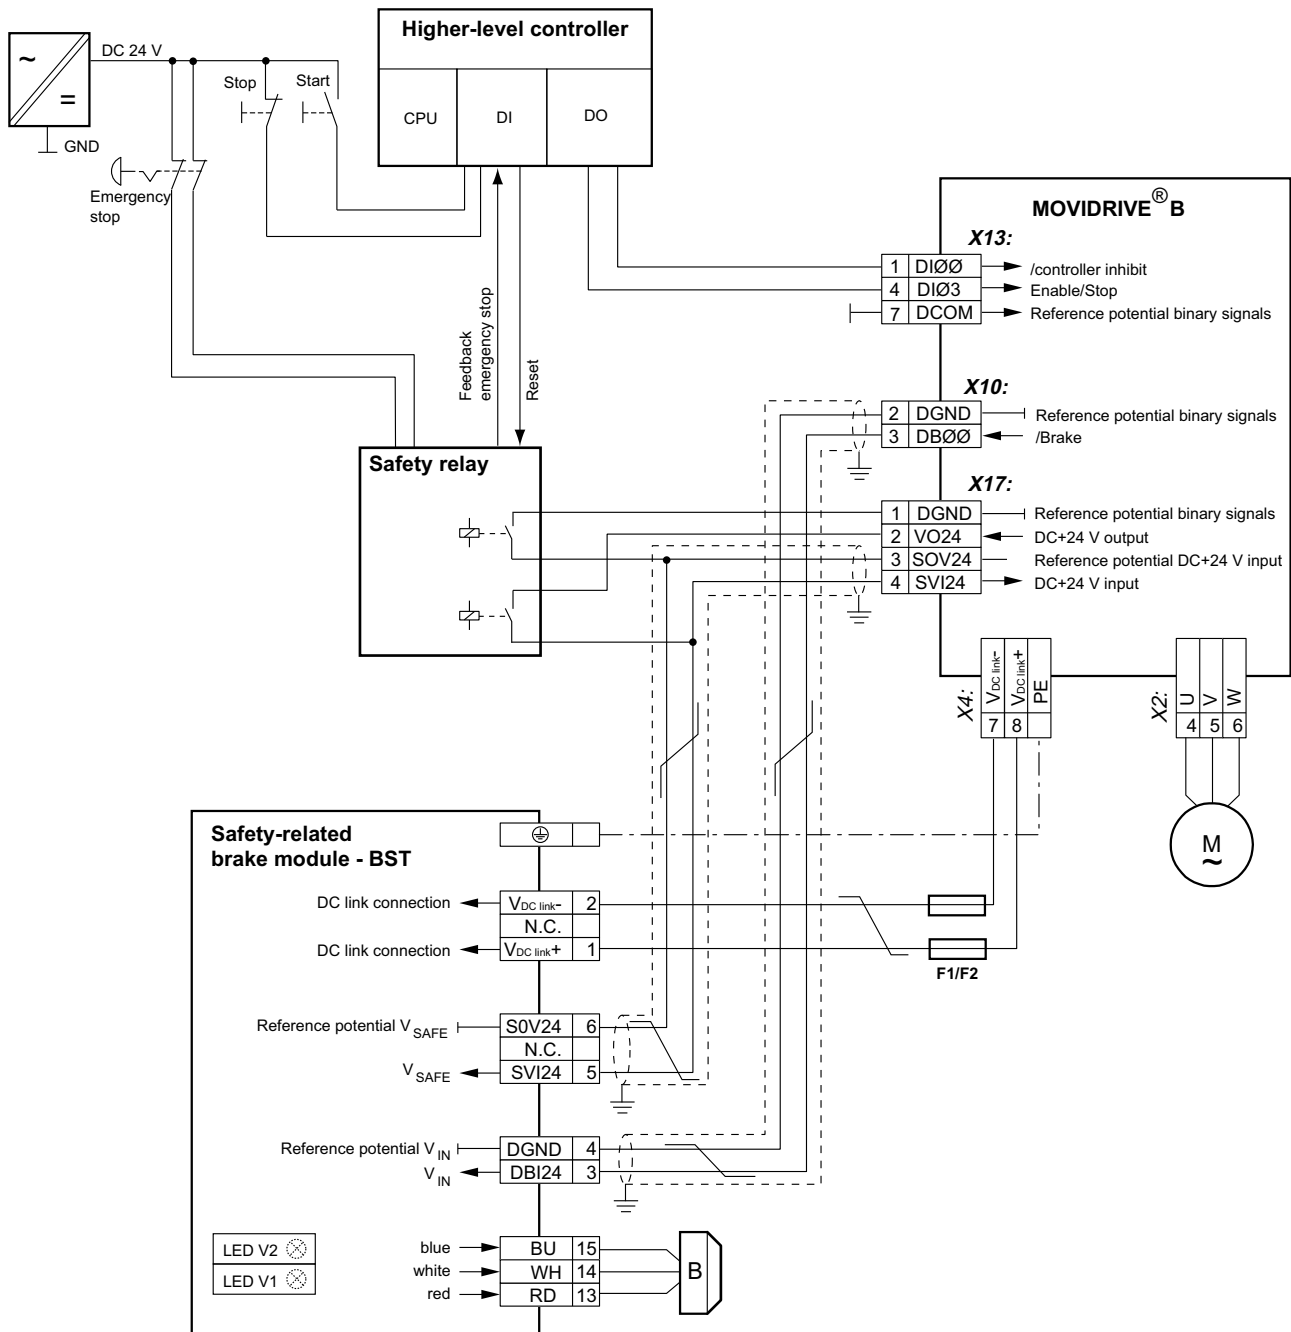 Higher-level controller
CPU
DI
DO
~
=
DC 24 V
GND
Stop
Start
Emergency
stop
Feedback
emergency stop
Reset
MOVIDRIVE® B
X13:
1 DIØØ /controller inhibit
4 DIØ3 Enable/Stop
7 DCOM Reference potential binary signals
X10:
2 DGND Reference potential binary signals
3 DBØØ /Brake
X17:
1 DGND Reference potential binary signals
2 VO24 DC+24 V output
3 SOV24 Reference potential DC+24 V input
4 SVI24 DC+24 V input
Safety relay
X4:
VDC link-
VDC link+
PE
7 8
X2:
U V W
4 5 6
M
~
Safety-related
brake module - BST
DC link connection VDC link- 2
N.C.
DC link connection VDC link+ 1
F1/F2
Reference potential VSAFE S0V24 6
N.C.
VSAFE SVI24 5
Reference potential VIN DGND 4
VIN DBI24 3
LED V2
LED V1
blue BU 15
white WH 14
red RD 13
B